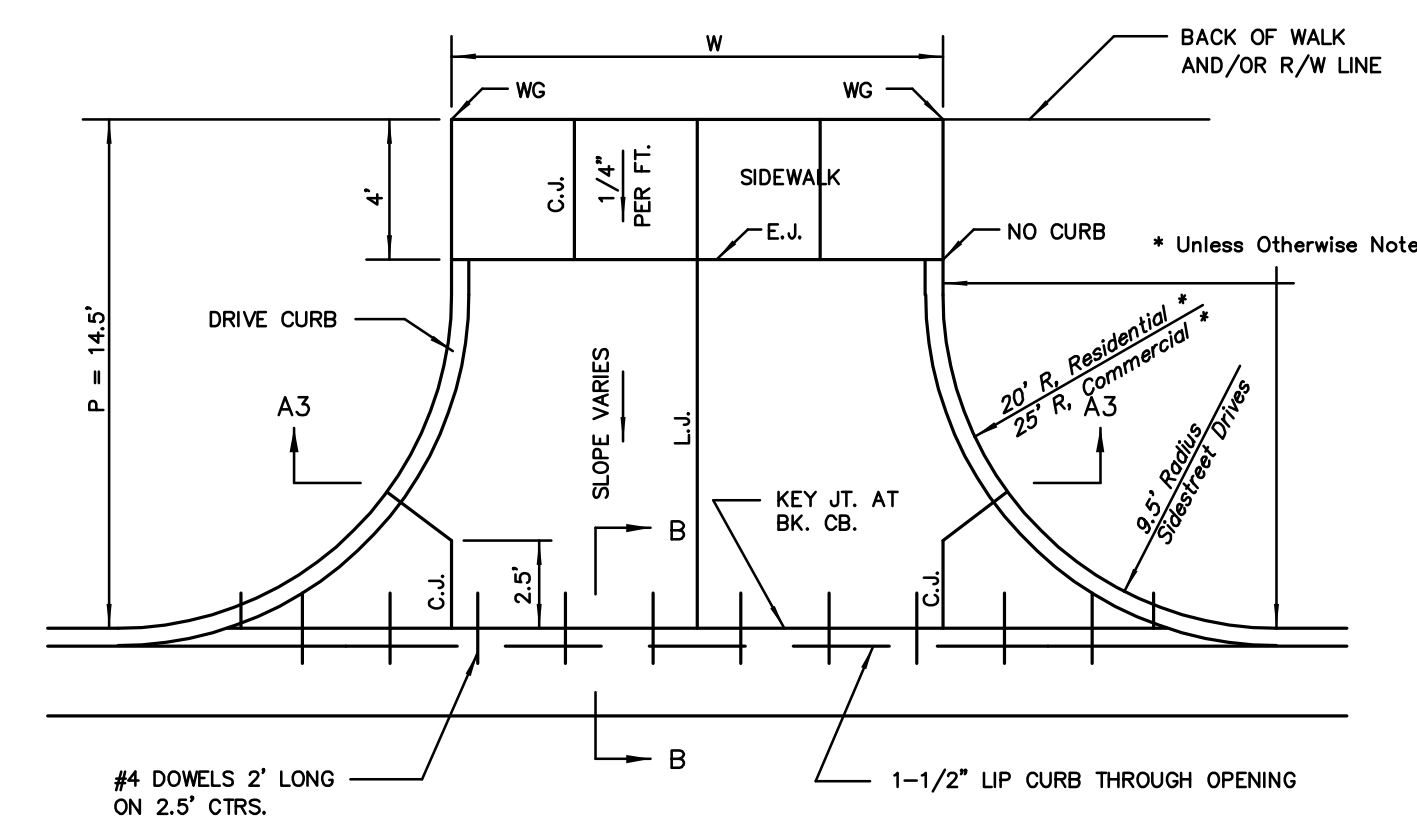 W
BACK OF WALK
AND/OR R/W LINE
WG
WG
4'
C.J.
1/4"
PER FT.
SIDEWALK
E.J.
NO CURB
* Unless Otherwise Note
P = 14.5'
DRIVE CURB
20' R, Residential *
25' R, Commercial *
SLOPE VARIES
A3
A3
L.J.
9.5' Radius
Sidestreet Drives
KEY JT. AT
BK. CB.
B
C.J.
2.5'
C.J.
B
#4 DOWELS 2' LONG
ON 2.5' CTRS.
1-1/2" LIP CURB THROUGH OPENING